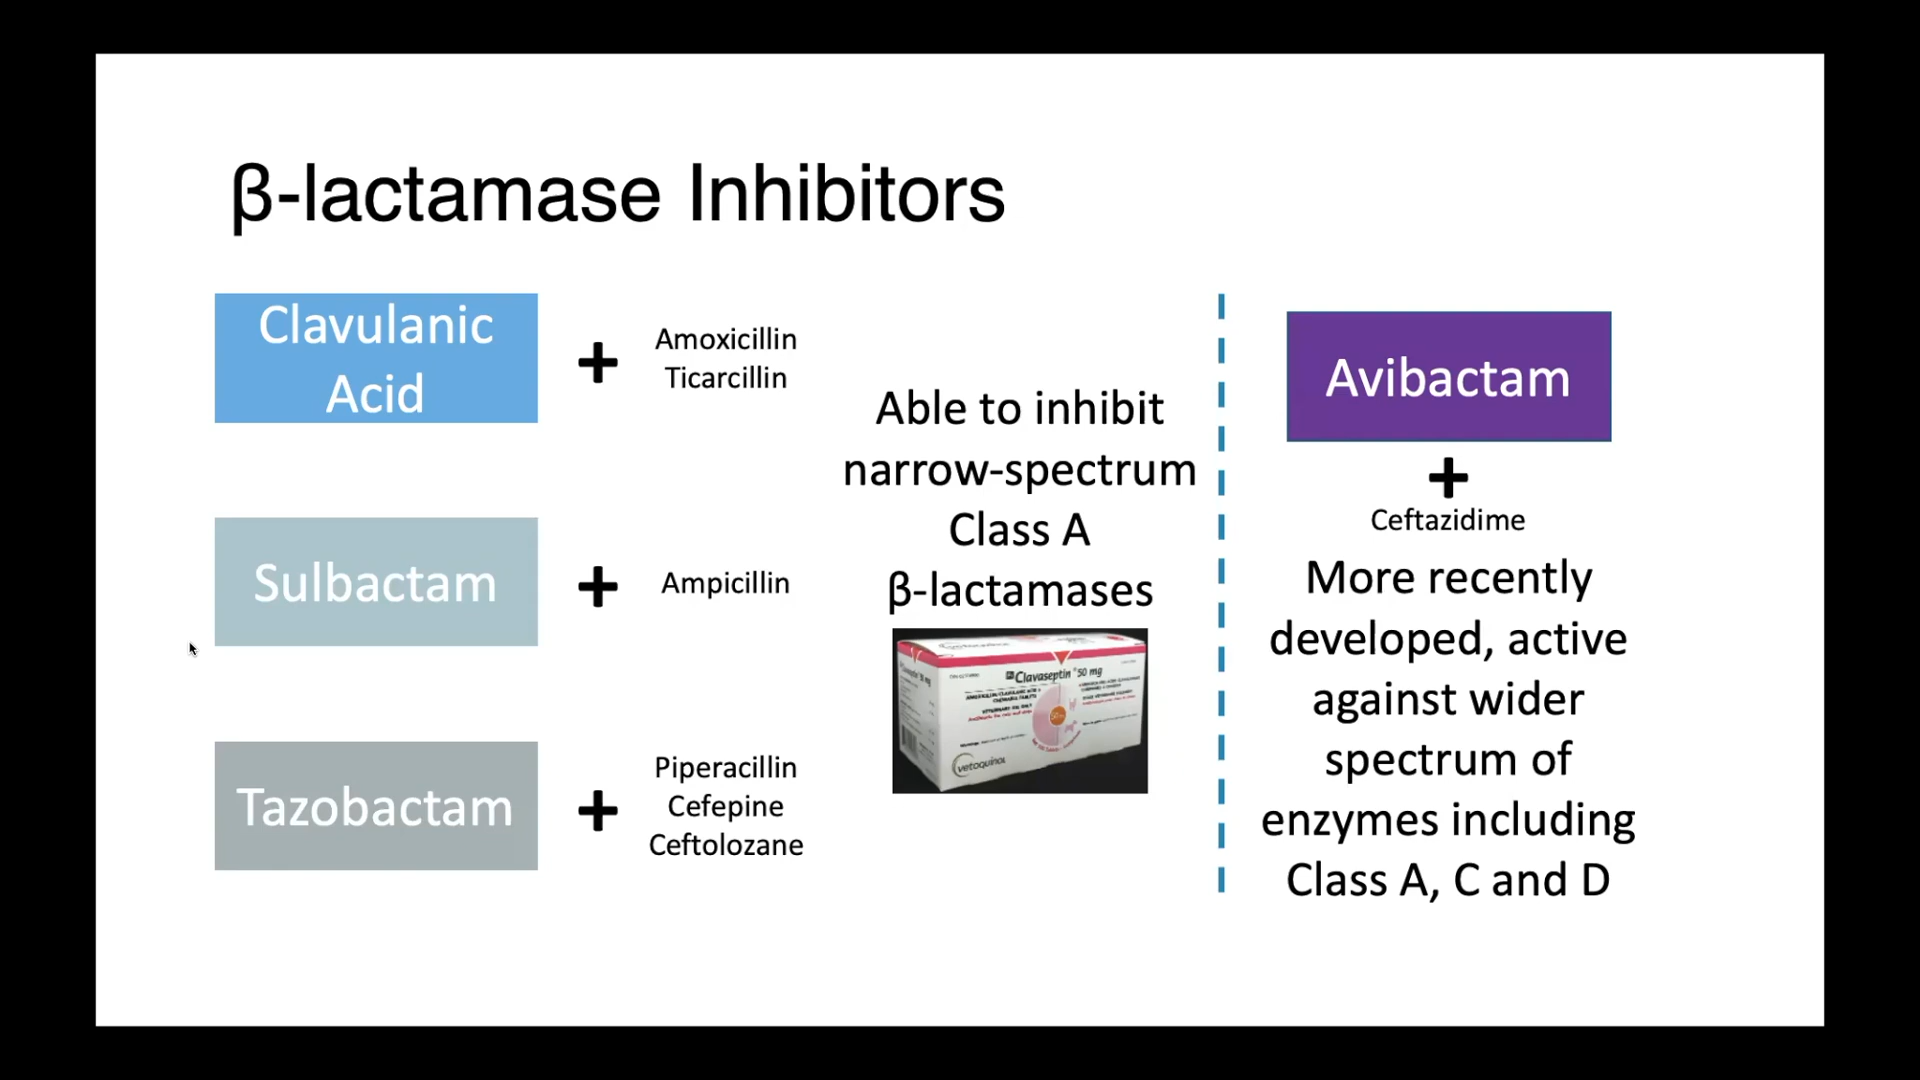 β-lactamase Inhibitors
Clavulanic
Acid
+
Amoxicillin
Ticarcillin
Sulbactam
+
Ampicillin
Tazobactam
+
Piperacillin
Cefepine
Ceftolozane
Able to inhibit
narrow-spectrum
Class A
β-lactamases
Clavaseptin 50 mg
vetoquinol
Avibactam
+
Ceftazidime
More recently
developed, active
against wider
spectrum of
enzymes including
Class A, C and D